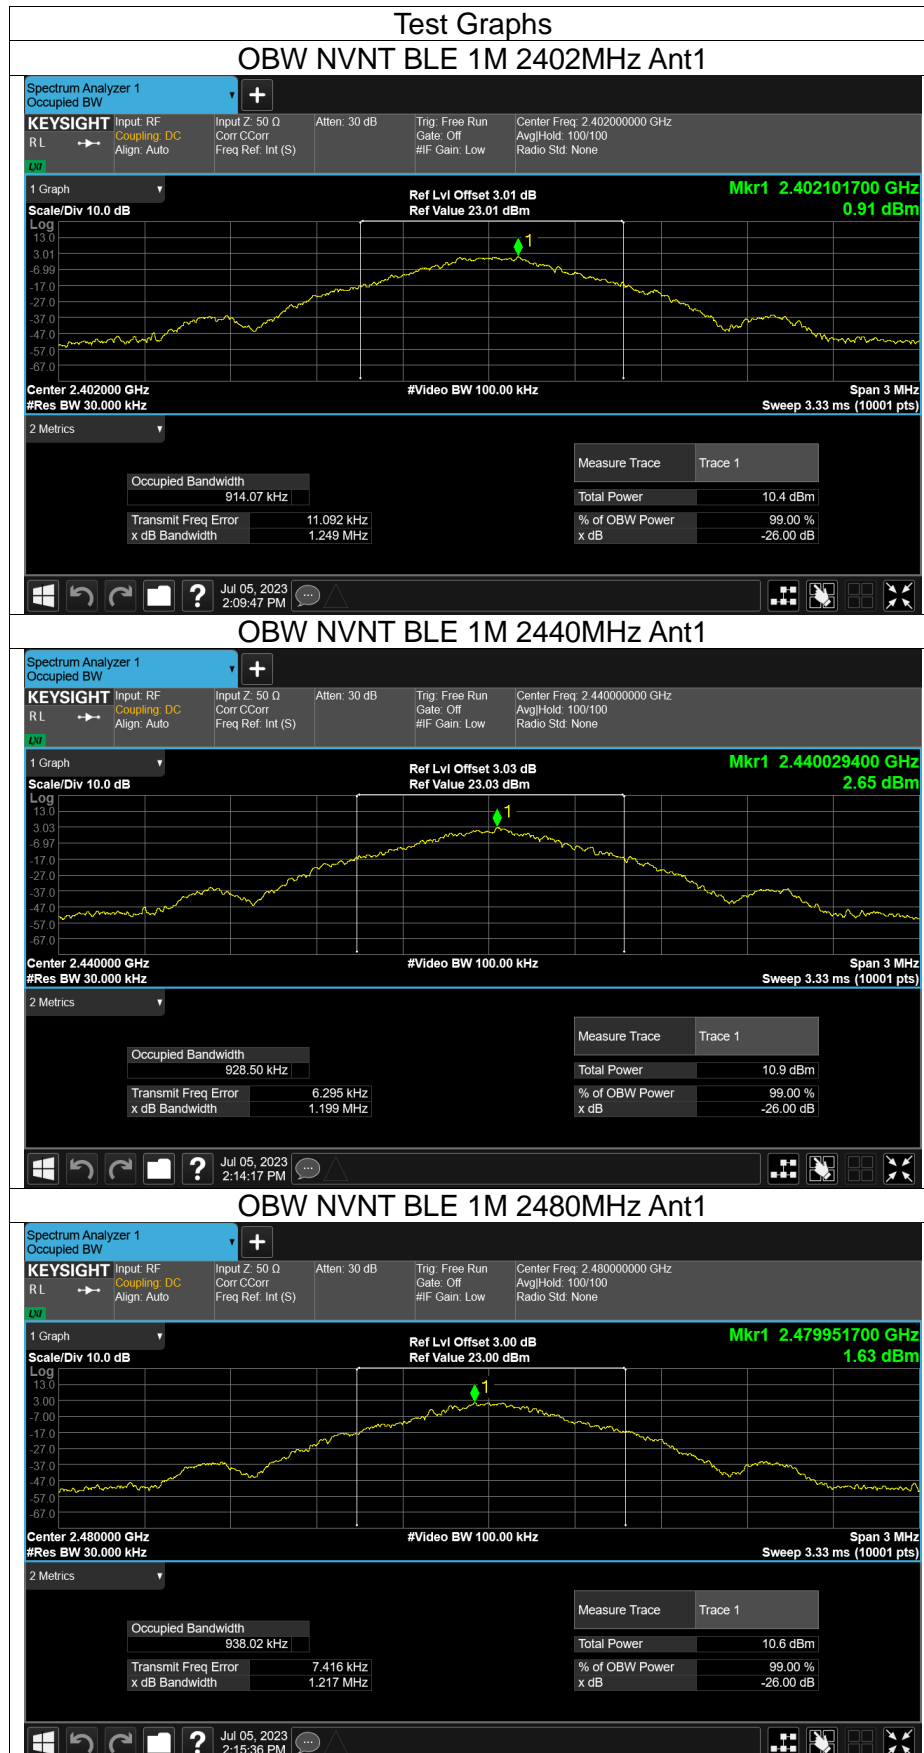 Test Graphs
OBW NVNT BLE 1M 2402MHz Ant1
Spectrum Analyzer 1
Occupied BW
KEYSIGHT Input: RF Input Z: 50 Ω Atten: 30 dB Trig: Free Run Center Freq: 2.402000000 GHz
Coupling: DC Corr CCorr Gate: Off Avg|Hold: 100/100
R L Align: Auto Freq Ref: Int (S) #IF Gain: Low Radio Std: None
LXI
1 Graph Ref Lvl Offset 3.01 dB Mkr1 2.402101700 GHz
Scale/Div 10.0 dB Ref Value 23.01 dBm 0.91 dBm
Log
13.0
3.01
-6.99
-17.0
-27.0
-37.0
-47.0
-57.0
-67.0
1
Center 2.402000 GHz #Video BW 100.00 kHz Span 3 MHz
#Res BW 30.000 kHz Sweep 3.33 ms (10001 pts)
2 Metrics
Measure Trace Trace 1
Occupied Bandwidth
914.07 kHz Total Power 10.4 dBm
Transmit Freq Error 11.092 kHz % of OBW Power 99.00 %
x dB Bandwidth 1.249 MHz x dB -26.00 dB
? Jul 05, 2023
2:09:47 PM
OBW NVNT BLE 1M 2440MHz Ant1
Spectrum Analyzer 1
Occupied BW
KEYSIGHT Input: RF Input Z: 50 Ω Atten: 30 dB Trig: Free Run Center Freq: 2.440000000 GHz
Coupling: DC Corr CCorr Gate: Off Avg|Hold: 100/100
R L Align: Auto Freq Ref: Int (S) #IF Gain: Low Radio Std: None
LXI
1 Graph Ref Lvl Offset 3.03 dB Mkr1 2.440029400 GHz
Scale/Div 10.0 dB Ref Value 23.03 dBm 2.65 dBm
Log
13.0
3.03
-6.97
-17.0
-27.0
-37.0
-47.0
-57.0
-67.0
1
Center 2.440000 GHz #Video BW 100.00 kHz Span 3 MHz
#Res BW 30.000 kHz Sweep 3.33 ms (10001 pts)
2 Metrics
Measure Trace Trace 1
Occupied Bandwidth
928.50 kHz Total Power 10.9 dBm
Transmit Freq Error 6.295 kHz % of OBW Power 99.00 %
x dB Bandwidth 1.199 MHz x dB -26.00 dB
? Jul 05, 2023
2:14:17 PM
OBW NVNT BLE 1M 2480MHz Ant1
Spectrum Analyzer 1
Occupied BW
KEYSIGHT Input: RF Input Z: 50 Ω Atten: 30 dB Trig: Free Run Center Freq: 2.480000000 GHz
Coupling: DC Corr CCorr Gate: Off Avg|Hold: 100/100
R L Align: Auto Freq Ref: Int (S) #IF Gain: Low Radio Std: None
LXI
1 Graph Ref Lvl Offset 3.00 dB Mkr1 2.479951700 GHz
Scale/Div 10.0 dB Ref Value 23.00 dBm 1.63 dBm
Log
13.0
3.00
-7.00
-17.0
-27.0
-37.0
-47.0
-57.0
-67.0
1
Center 2.480000 GHz #Video BW 100.00 kHz Span 3 MHz
#Res BW 30.000 kHz Sweep 3.33 ms (10001 pts)
2 Metrics
Measure Trace Trace 1
Occupied Bandwidth
938.02 kHz Total Power 10.6 dBm
Transmit Freq Error 7.416 kHz % of OBW Power 99.00 %
x dB Bandwidth 1.217 MHz x dB -26.00 dB
? Jul 05, 2023
2:15:36 PM